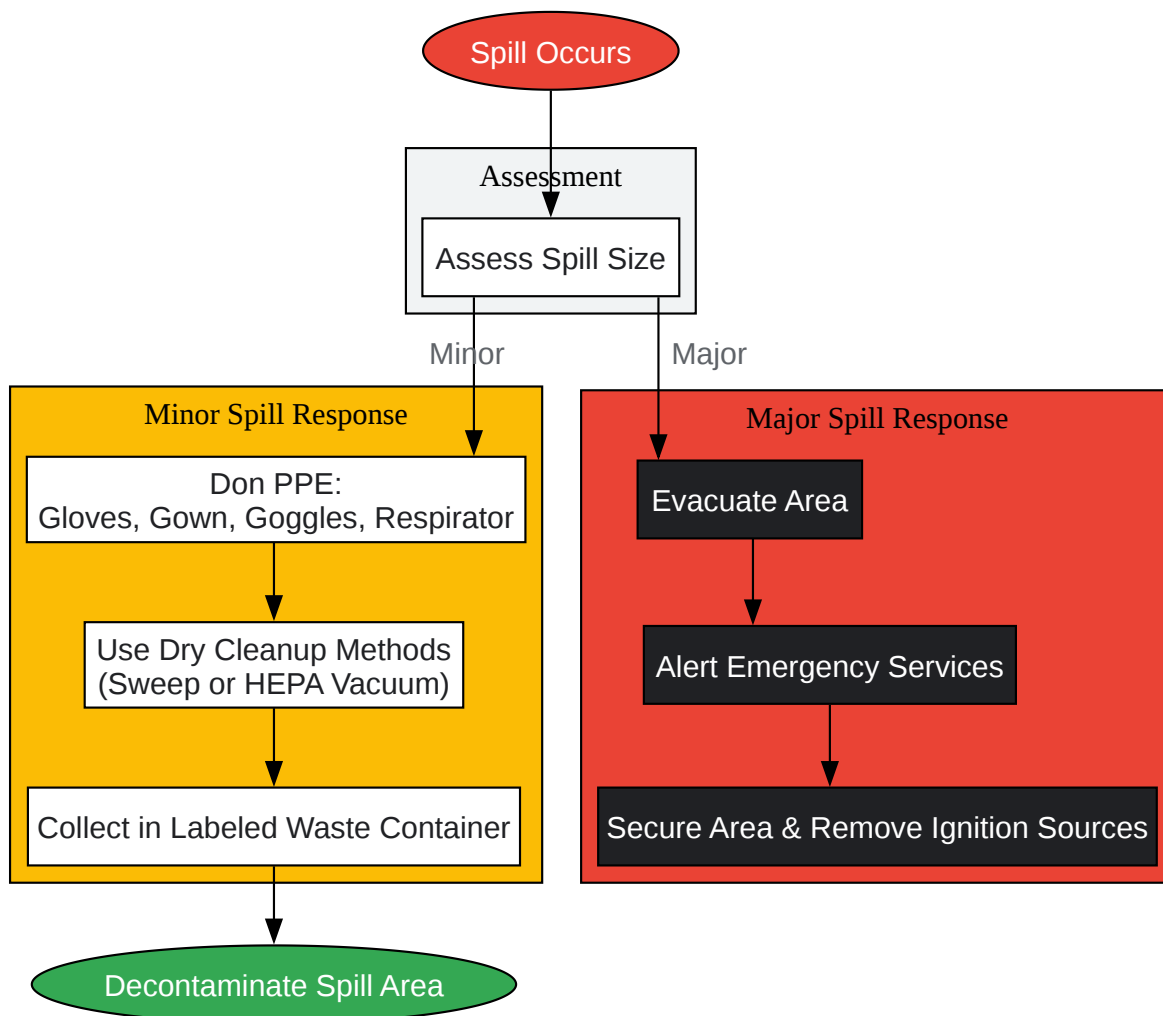 Spill Occurs
Assessment
Assess Spill Size
Minor
Major
Minor Spill Response
Don PPE:
Gloves, Gown, Goggles, Respirator
Use Dry Cleanup Methods
(Sweep or HEPA Vacuum)
Collect in Labeled Waste Container
Major Spill Response
Evacuate Area
Alert Emergency Services
Secure Area & Remove Ignition Sources
Decontaminate Spill Area